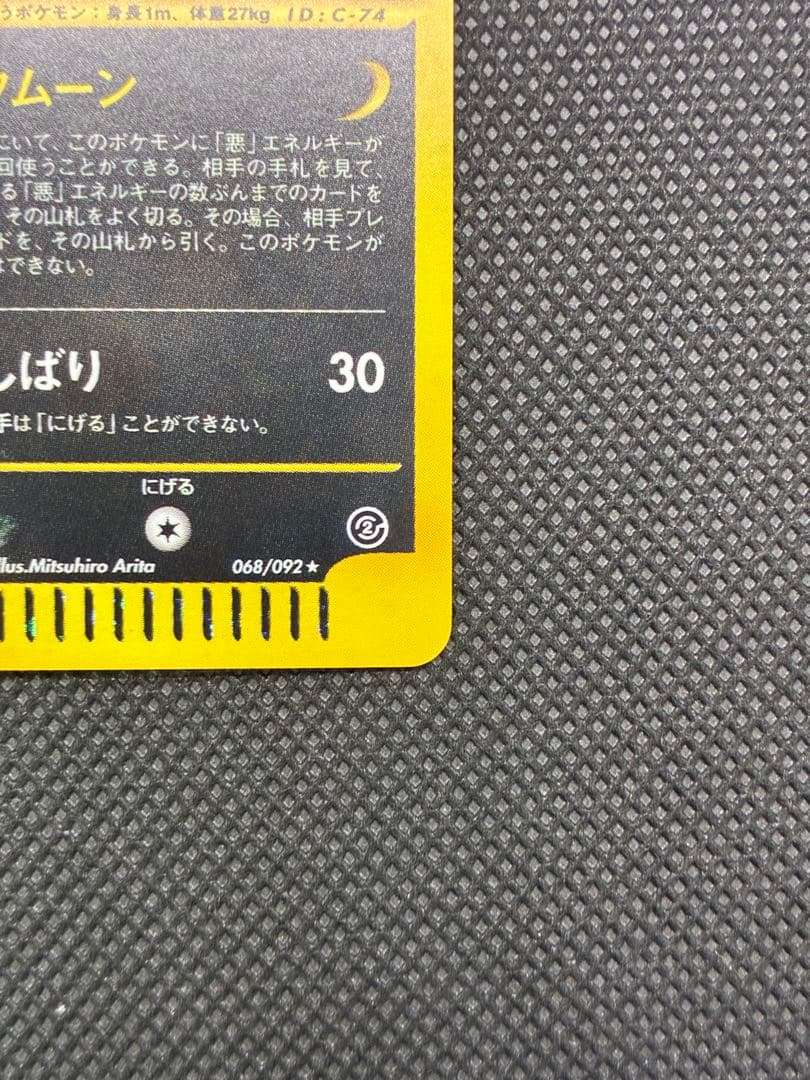 うポケモン：身長1m、体重27kg ID：C-74
ムーン
いて、このポケモンに「悪」エネルギーが
回使うことができる。相手の手札を見て、
る「悪」エネルギーの数ぶんまでのカードを
その山札をよく切る。その場合、相手プレ
ドを、その山札から引く。このポケモンが
はできない。
しばり 30
手は「にげる」ことができない。
にげる
2
llus.Mitsuhiro Arita 068/092★